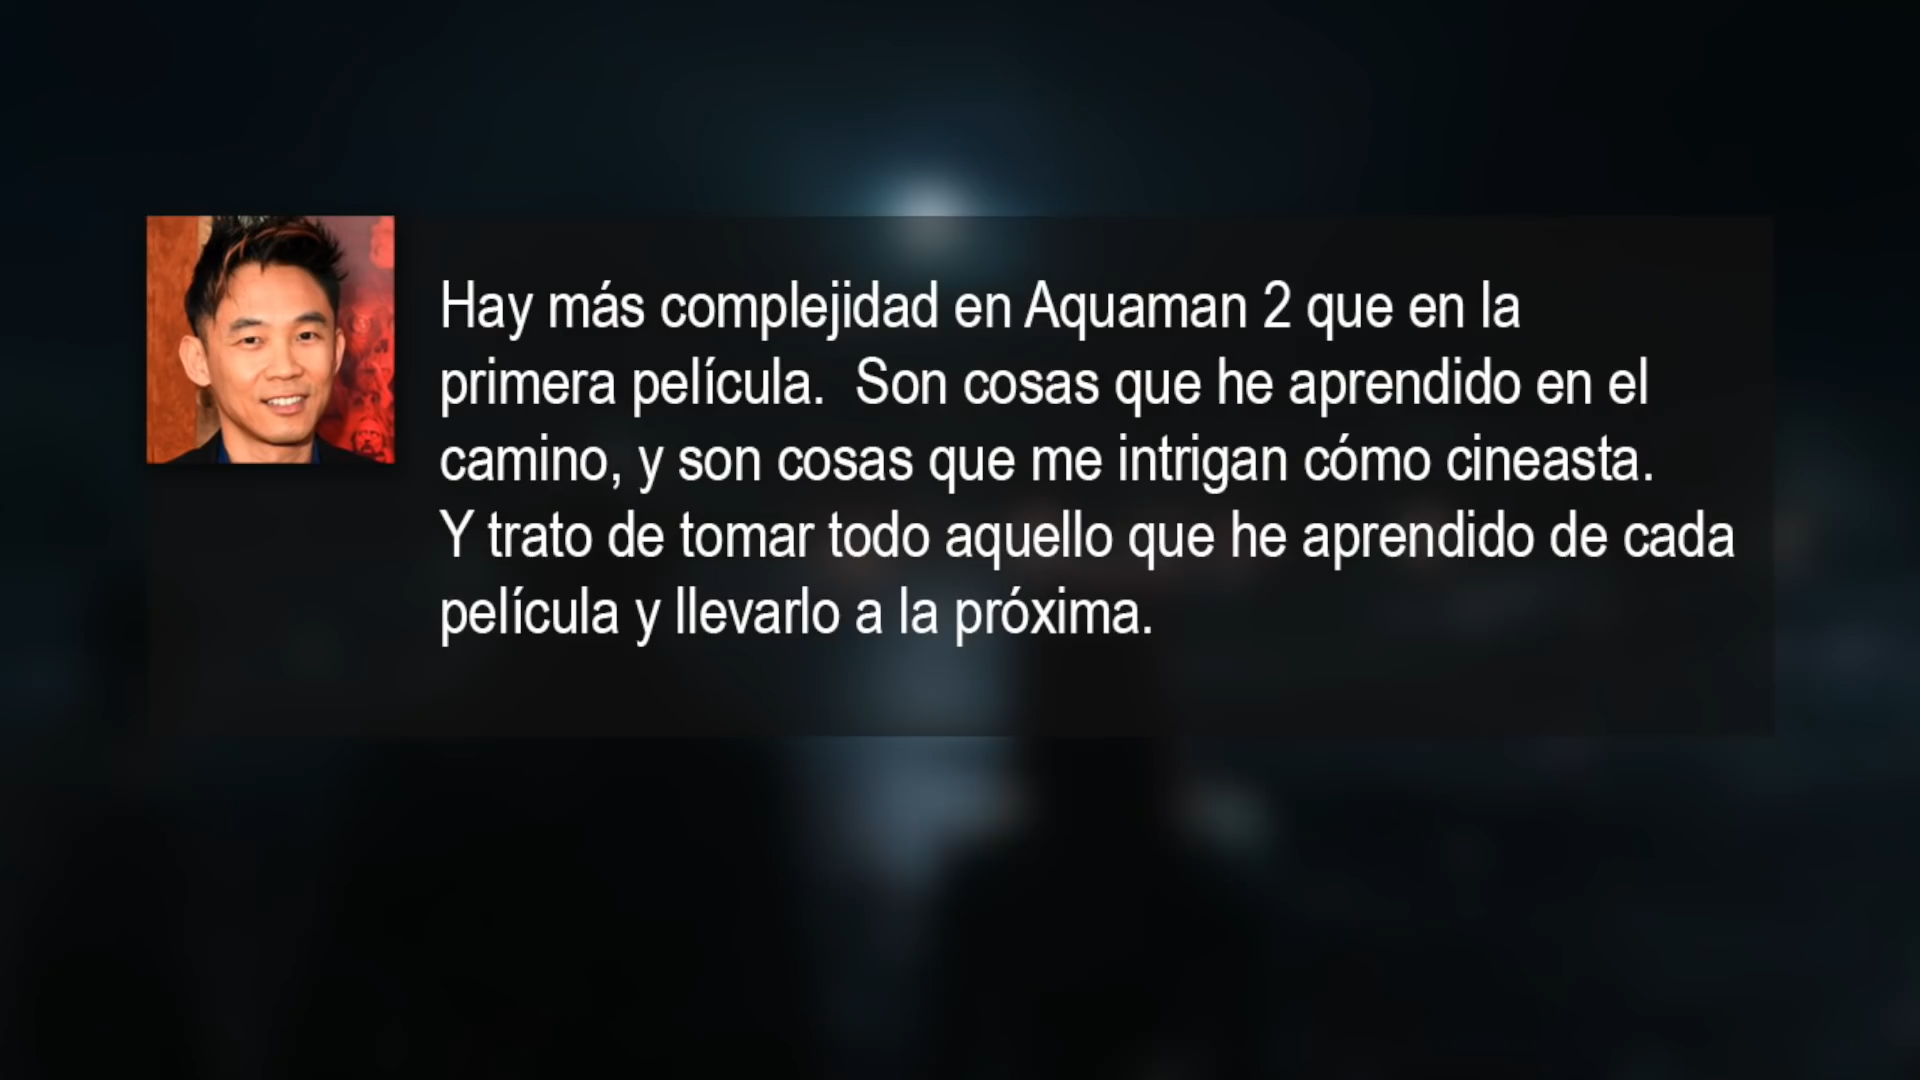 Hay más complejidad en Aquaman 2 que en la
primera película.  Son cosas que he aprendido en el
camino, y son cosas que me intrigan cómo cineasta.
Y trato de tomar todo aquello que he aprendido de cada
película y llevarlo a la próxima.